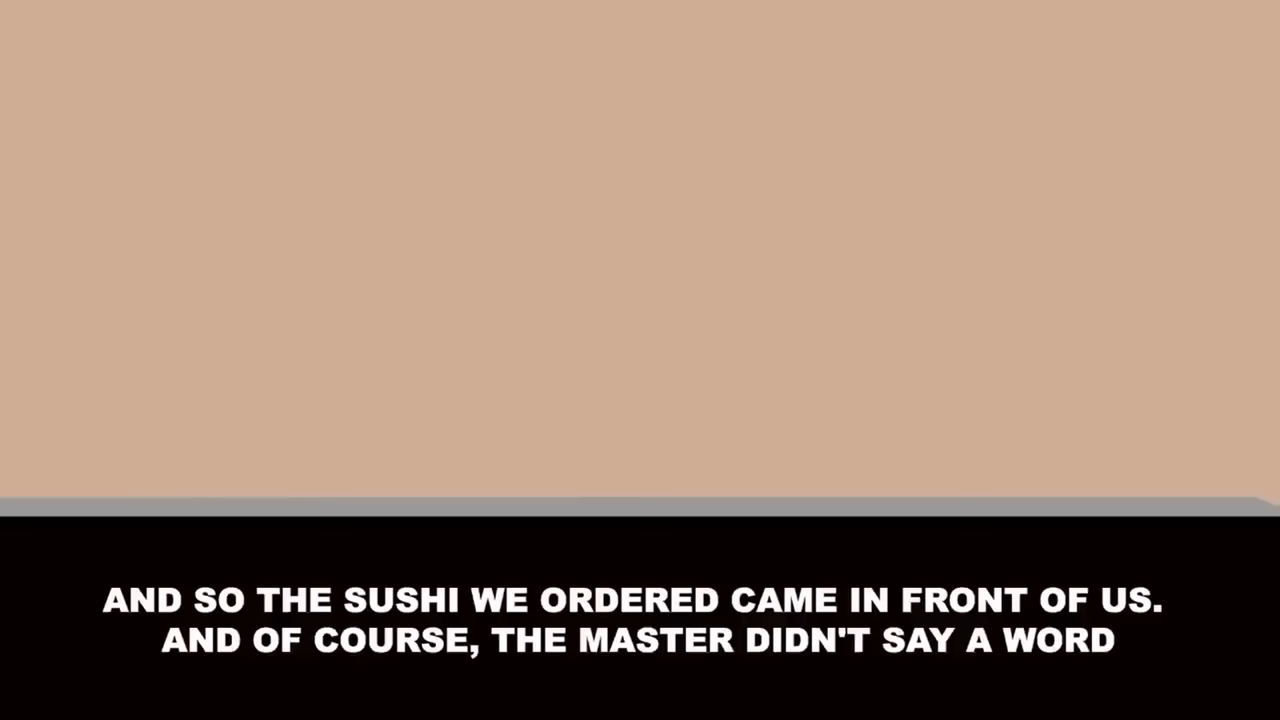 AND SO THE SUSHI WE ORDERED CAME IN FRONT OF US.
AND OF COURSE, THE MASTER DIDN'T SAY A WORD